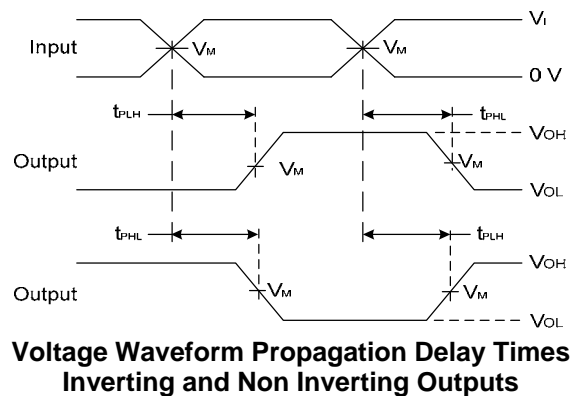 VI
Input VM VM
0 V
tPLH tPHL
VOH
Output VM VM
VOL
tPHL tPLH
VOH
Output VM VM
VOL
Voltage Waveform Propagation Delay Times
Inverting and Non Inverting Outputs